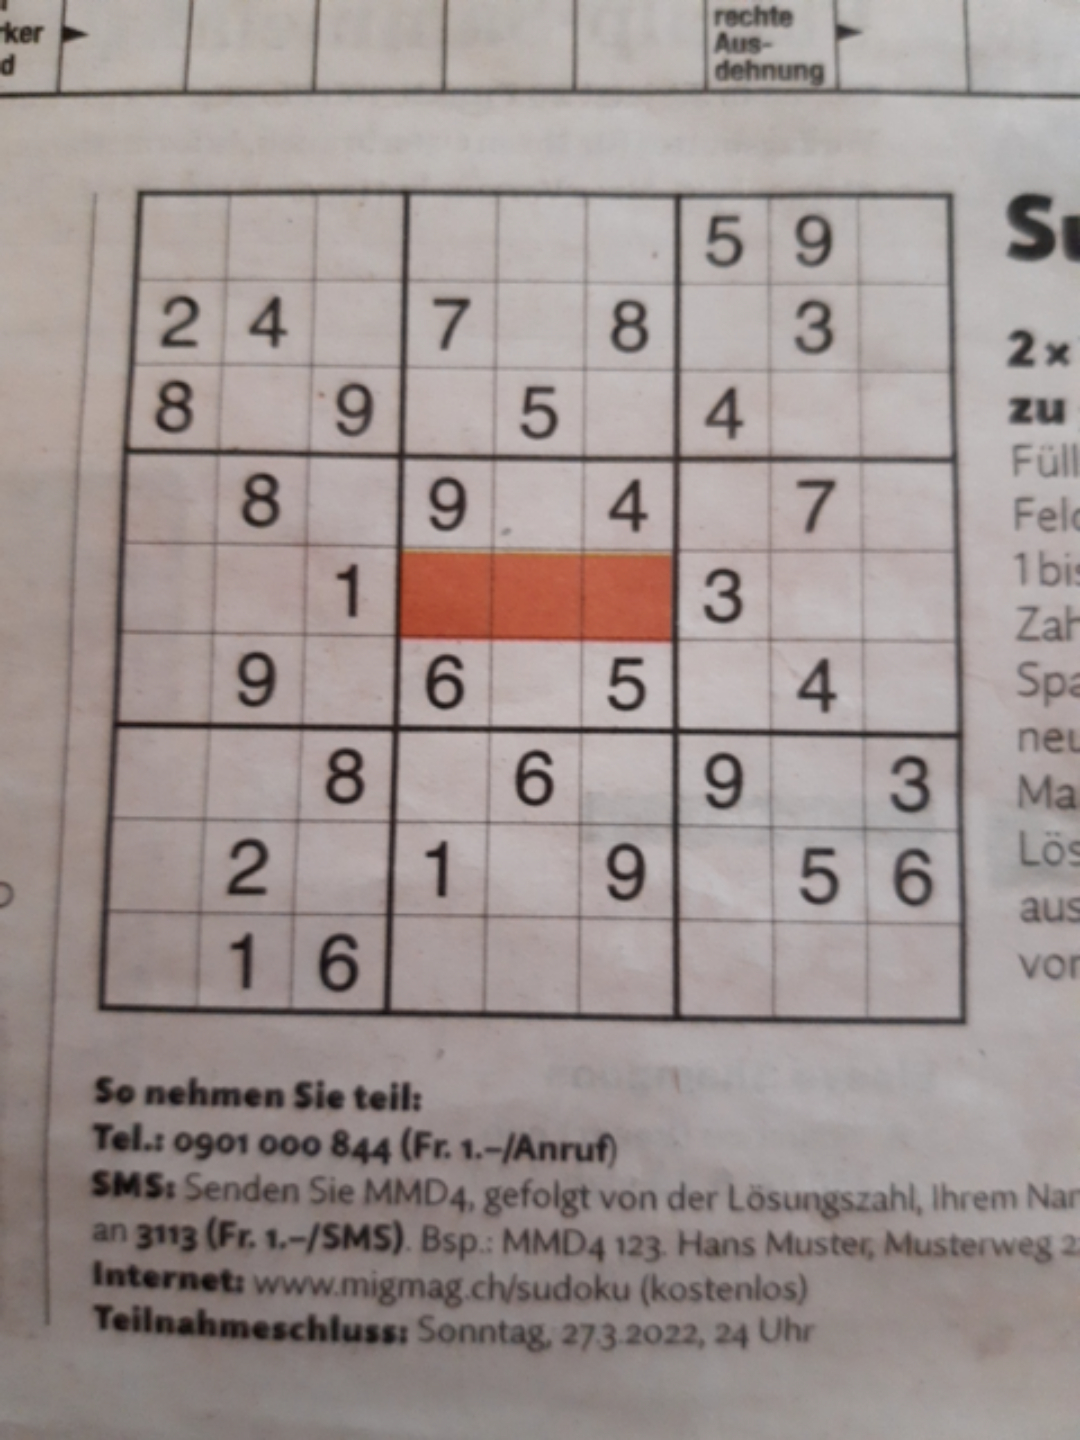 rker
d
rechte
Aus-
dehnung
5 9
2 4 7 8 3
8 9 5 4
8 9 4 7
1 3
9 6 5 4
8 6 9 3
2 1 9 5 6
1 6
Su
2 x
zu
Füll
Feld
1 bis
Zah
Spa
neu
Ma
Lös
aus
vor
So nehmen Sie teil:
Tel.: 0901 000 844 (Fr. 1.–/Anruf)
SMS: Senden Sie MMD4, gefolgt von der Lösungszahl, Ihrem Nar
an 3113 (Fr. 1.–/SMS). Bsp.: MMD4 123. Hans Muster, Musterweg 2
Internet: www.migmag.ch/sudoku (kostenlos)
Teilnahmeschluss: Sonntag, 27.3.2022, 24 Uhr